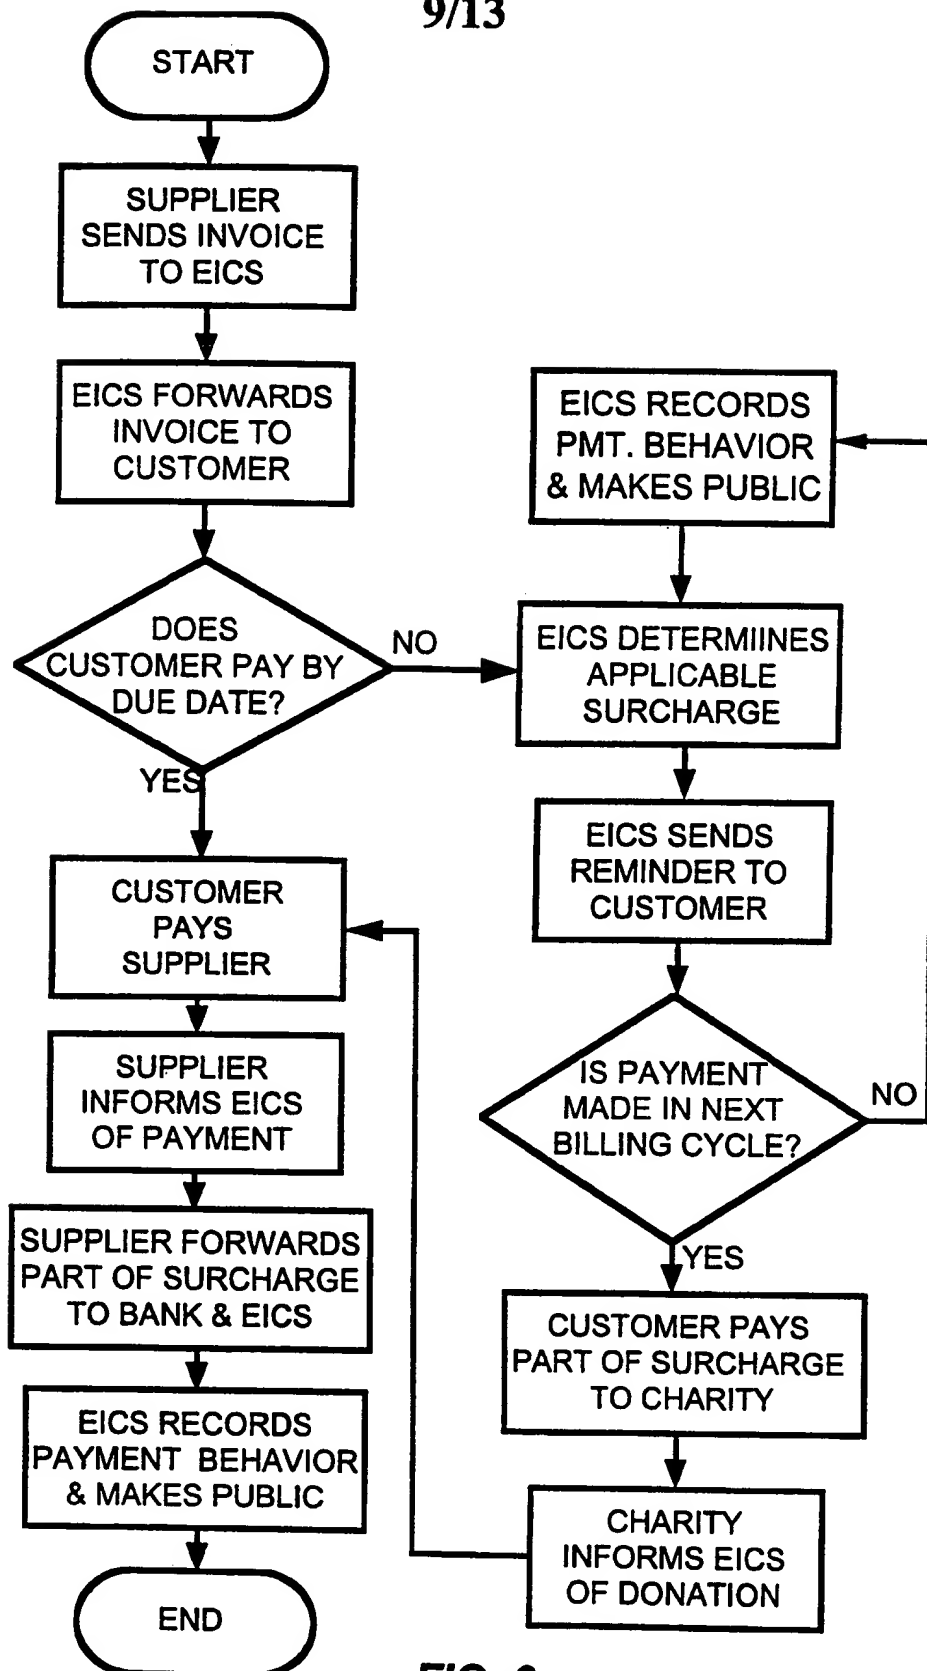 9/13
START
SUPPLIER
SENDS INVOICE
TO EICS
EICS FORWARDS
INVOICE TO
CUSTOMER
DOES
CUSTOMER PAY BY
DUE DATE?
NO
YES
CUSTOMER
PAYS
SUPPLIER
SUPPLIER
INFORMS EICS
OF PAYMENT
SUPPLIER FORWARDS
PART OF SURCHARGE
TO BANK & EICS
EICS RECORDS
PAYMENT BEHAVIOR
& MAKES PUBLIC
END
EICS RECORDS
PMT. BEHAVIOR
& MAKES PUBLIC
EICS DETERMIINES
APPLICABLE
SURCHARGE
EICS SENDS
REMINDER TO
CUSTOMER
IS PAYMENT
MADE IN NEXT
BILLING CYCLE?
NO
YES
CUSTOMER PAYS
PART OF SURCHARGE
TO CHARITY
CHARITY
INFORMS EICS
OF DONATION
FIG.